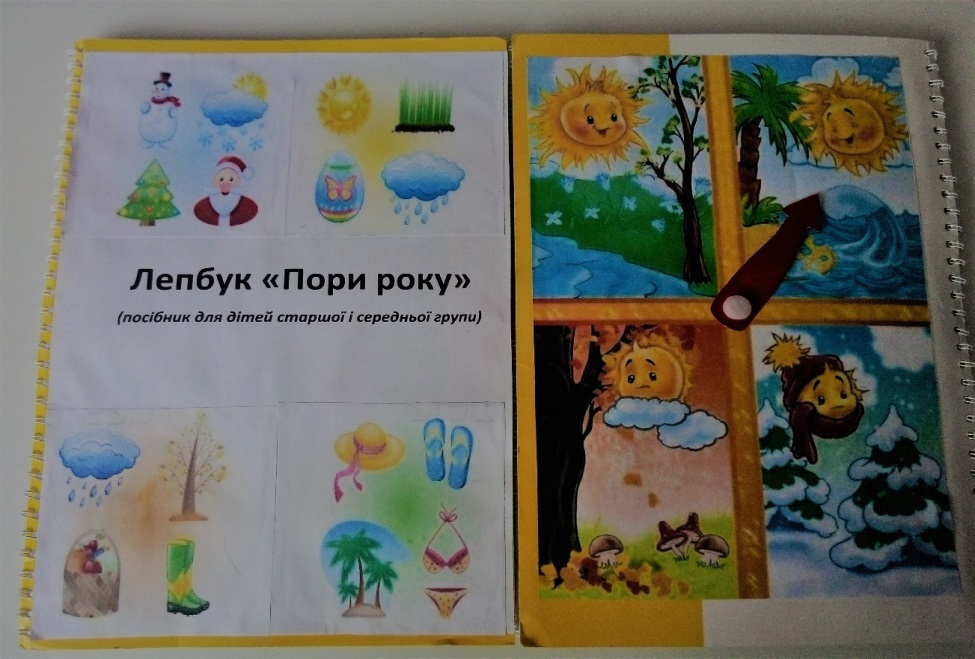 Лепбук «Пори року»
(посібник для дітей старшої і середньої групи)